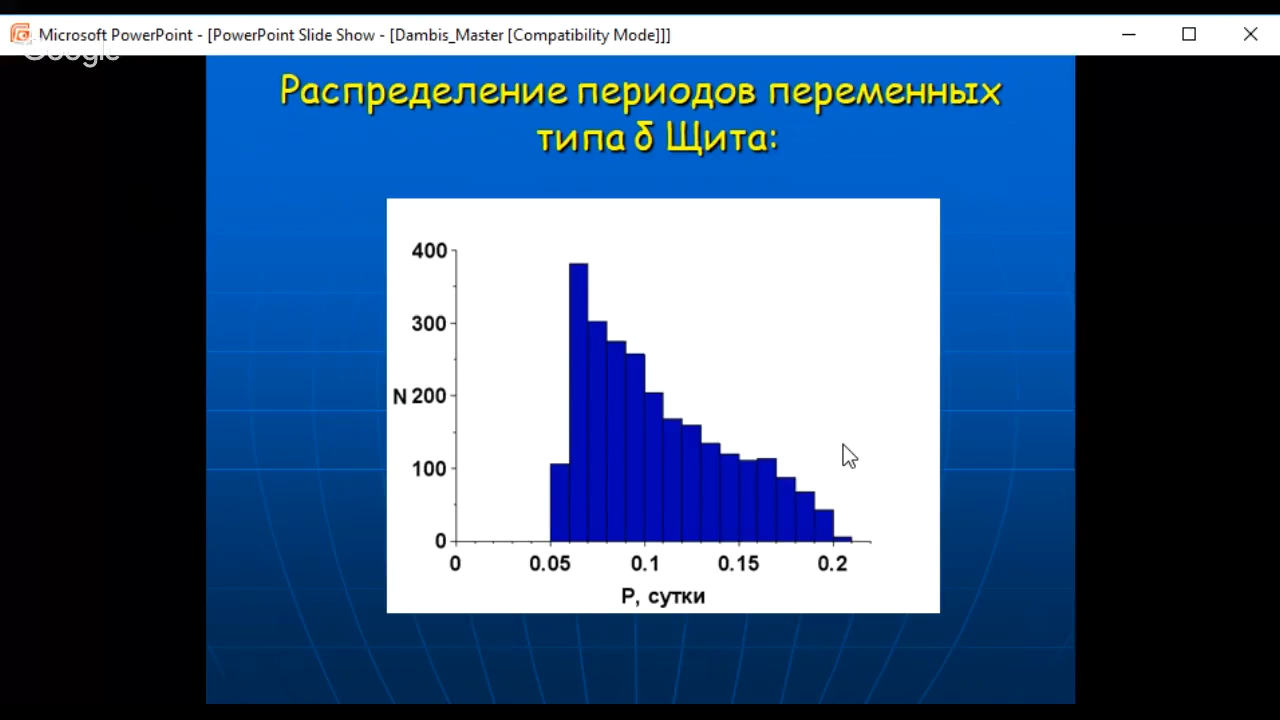 Microsoft PowerPoint - [PowerPoint Slide Show - [Dambis_Master [Compatibility Mode]]]
Google
Распределение периодов переменных
типа δ Щита:
400
300
N 200
100
0
0 0.05 0.1 0.15 0.2
P, сутки